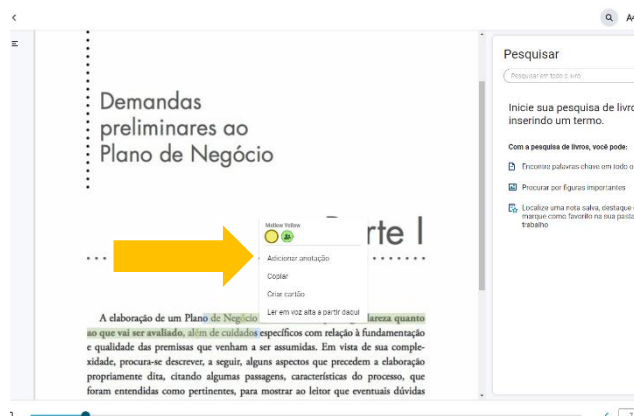 Pesquisar
Pesquisar em todo o livro
Inicie sua pesquisa de livro
inserindo um termo.
Com a pesquisa de livros, você pode:
Encontre palavras-chave em todo o
Procurar por figuras importantes
Localize uma nota salva, destaque
marque como favorito na sua pasta
trabalho
Demandas
preliminares ao
Plano de Negócio
rte I
Mellow Yellow
Adicionar anotação
Copiar
Criar cartão
Ler em voz alta a partir daqui
A elaboração de um Plano de Negócio lareza quanto
ao que vai ser avaliado, além de cuidados específicos com relação à fundamentação
e qualidade das premissas que venham a ser assumidas. Em vista de sua comple-
xidade, procura-se descrever, a seguir, alguns aspectos que precedem a elaboração
propriamente dita, citando algumas passagens, características do processo, que
foram entendidas como pertinentes, para mostrar ao leitor que eventuais dúvidas